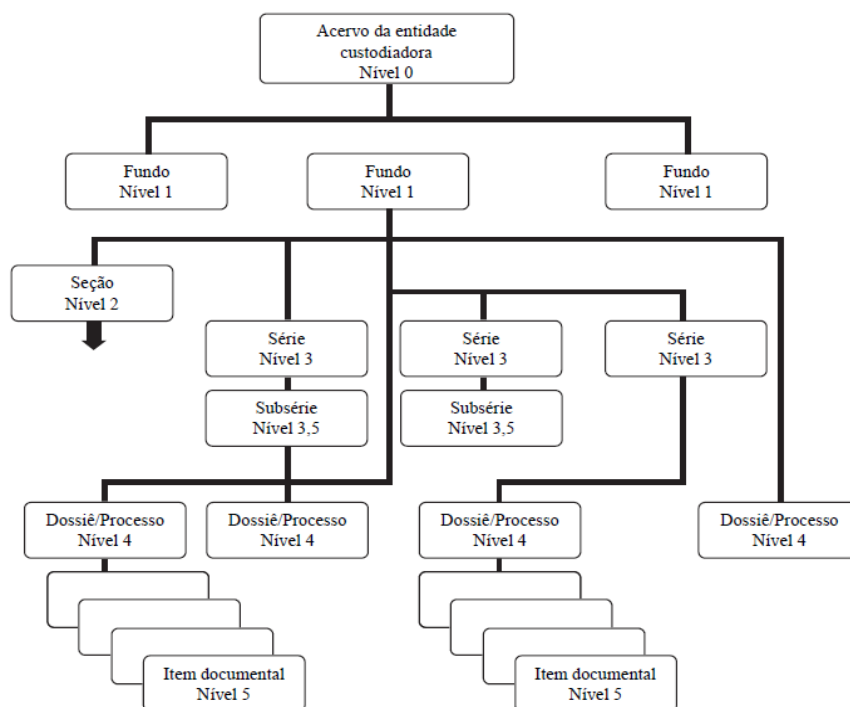 Acervo da entidade
custodiadora
Nível 0
Fundo
Nível 1
Fundo
Nível 1
Fundo
Nível 1
Seção
Nível 2
Série
Nível 3
Série
Nível 3
Série
Nível 3
Subsérie
Nível 3,5
Subsérie
Nível 3,5
Dossiê/Processo
Nível 4
Dossiê/Processo
Nível 4
Dossiê/Processo
Nível 4
Dossiê/Processo
Nível 4
Item documental
Nível 5
Item documental
Nível 5